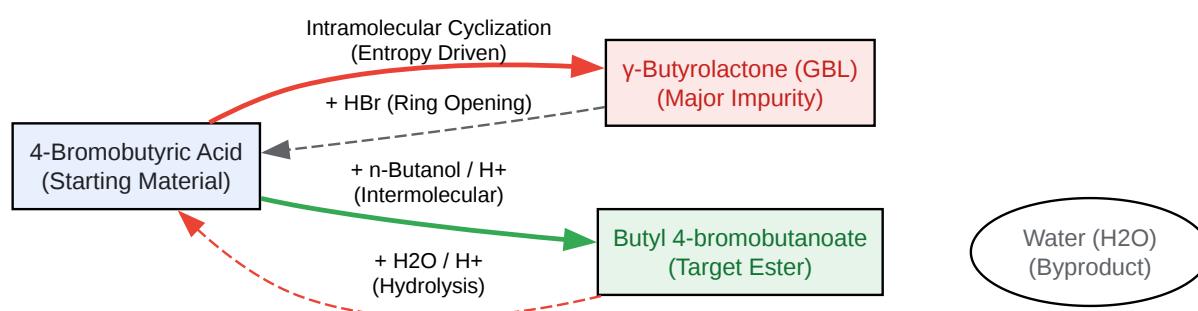 Intramolecular Cyclization
(Entropy Driven)
γ-Butyrolactone (GBL)
(Major Impurity)
+ HBr (Ring Opening)
4-Bromobutyric Acid
(Starting Material)
+ n-Butanol / H+
(Intermolecular)
Butyl 4-bromobutanoate
(Target Ester)
Water (H2O)
(Byproduct)
+ H2O / H+
(Hydrolysis)